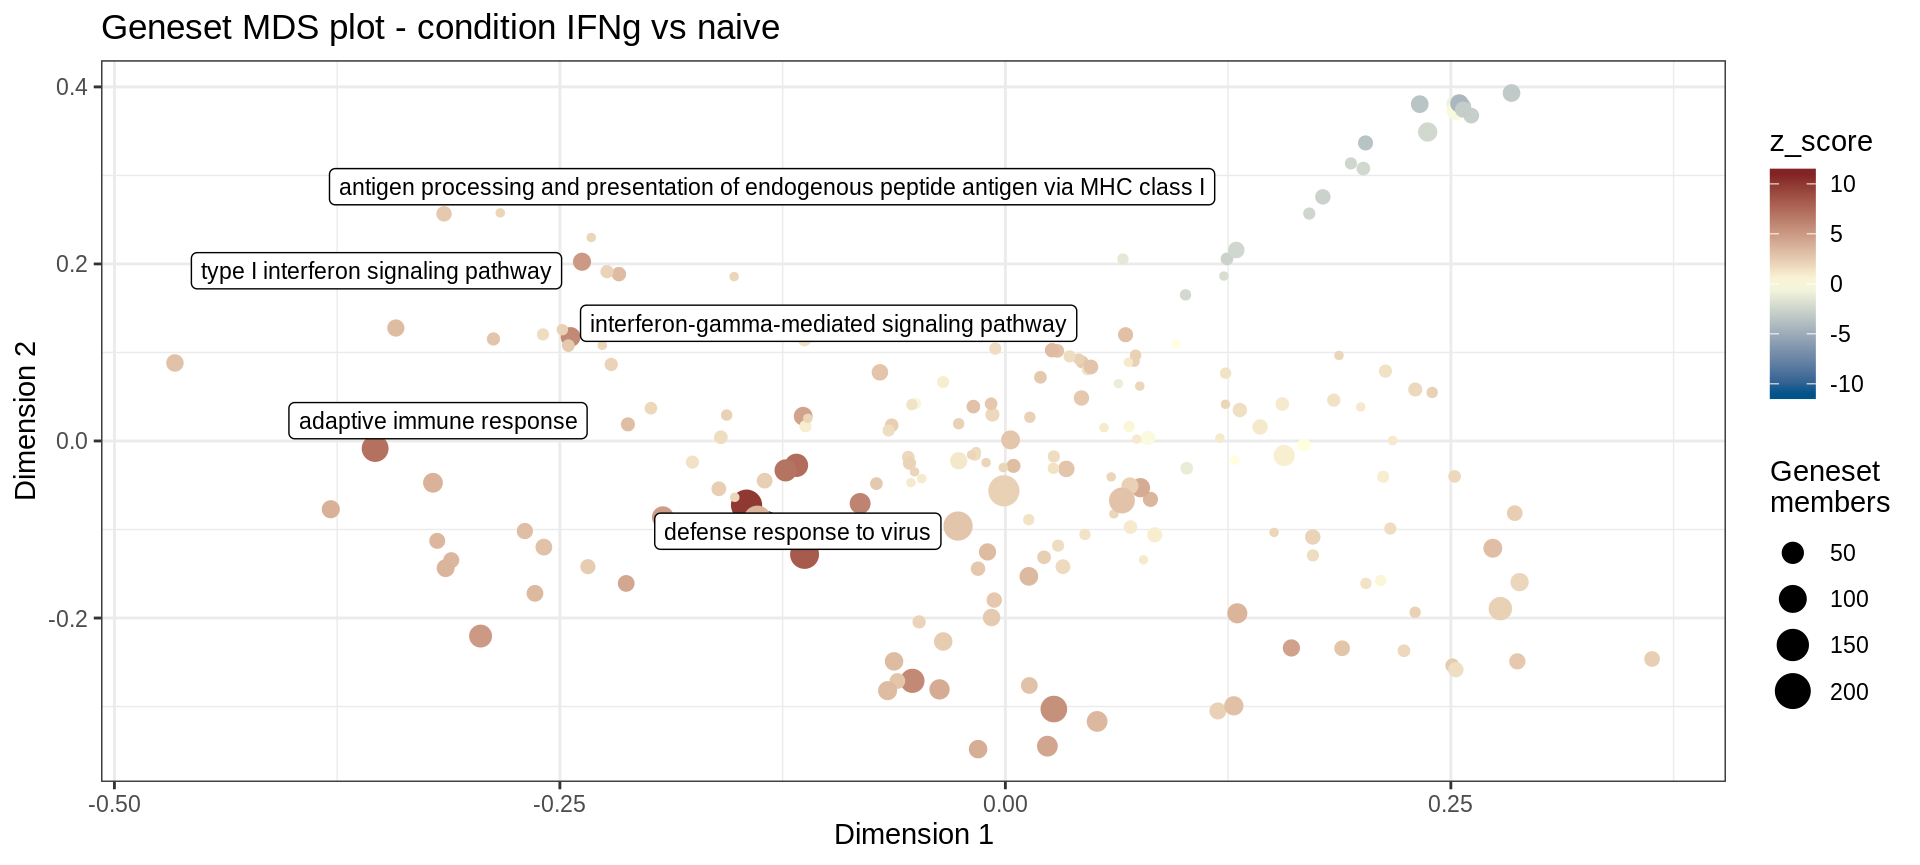 Geneset MDS plot - condition IFNg vs naive
Dimension 2
0.4
0.2
0.0
-0.2
antigen processing and presentation of endogenous peptide antigen via MHC class I
type I interferon signaling pathway
interferon-gamma-mediated signaling pathway
adaptive immune response
defense response to virus
-0.50
-0.25
0.00
0.25
Dimension 1
z_score
10
5
0
-5
-10
Geneset
members
50
100
150
200